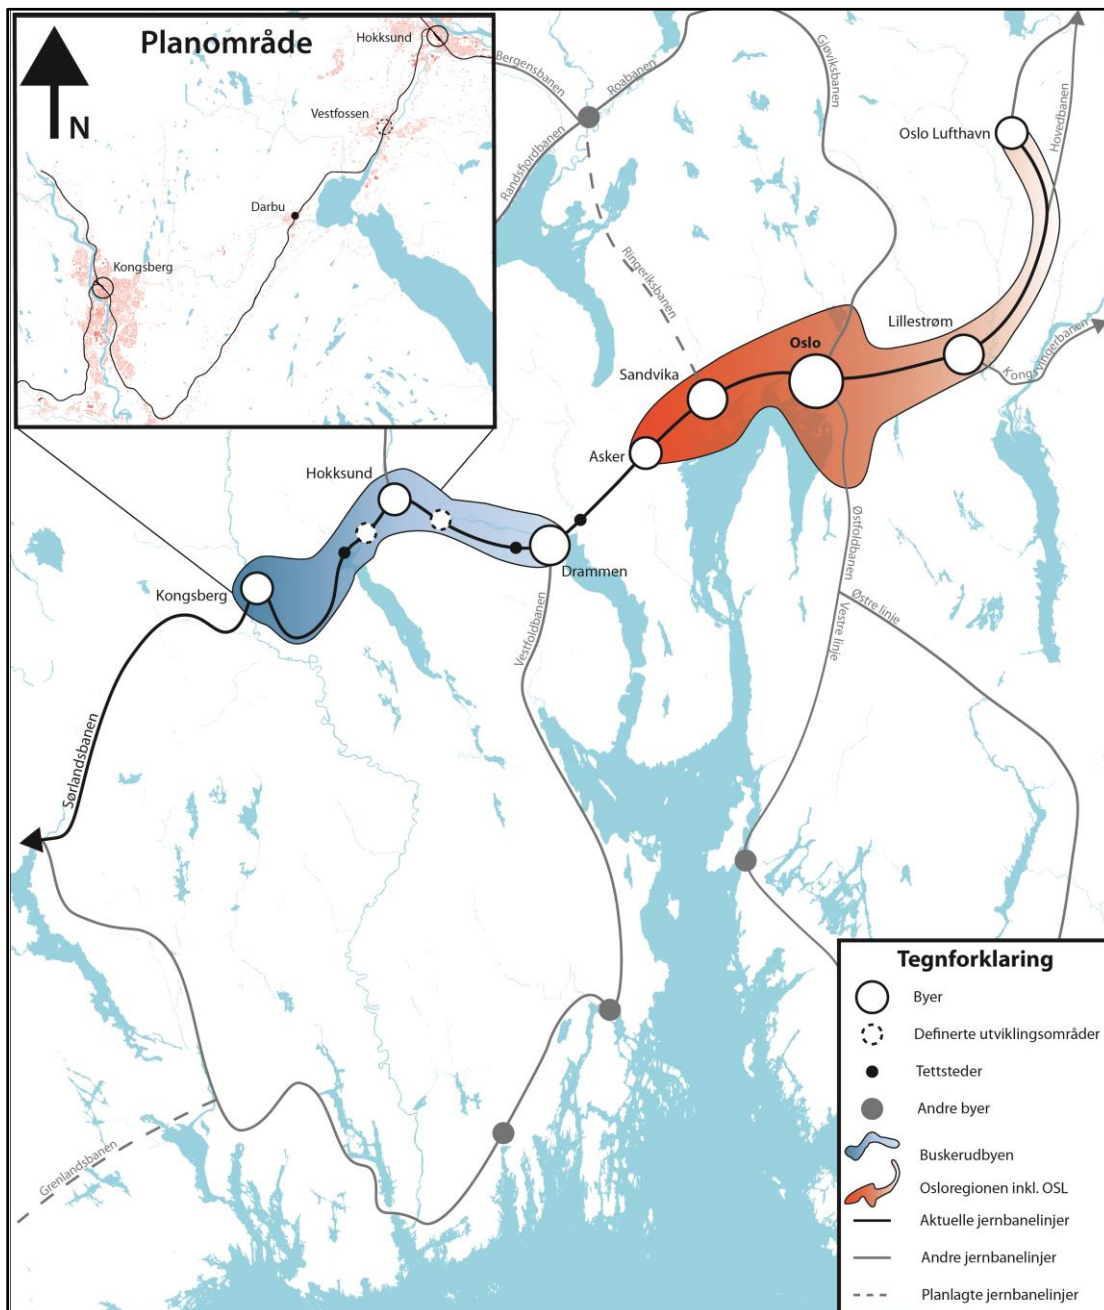 Planområde
N
Hokksund
Vestfossen
Darbu
Kongsberg
Bergensbanen
Roabanen
Randsfjordbanen
Gjøviksbanen
Ringeriksbanen
Oslo Lufthavn
Hovedbanen
Lillestrøm
Kongsvingerbanen
Oslo
Sandvika
Asker
Hokksund
Drammen
Kongsberg
Vestfoldbanen
Østfoldbanen
Østre linje
Vestre linje
Sørlandsbanen
Grenlandsbanen
Tegnforklaring
Byer
Definerte utviklingsområder
Tettsteder
Andre byer
Buskerudbyen
Osloregionen inkl. OSL
Aktuelle jernbanelinjer
Andre jernbanelinjer
Planlagte jernbanelinjer